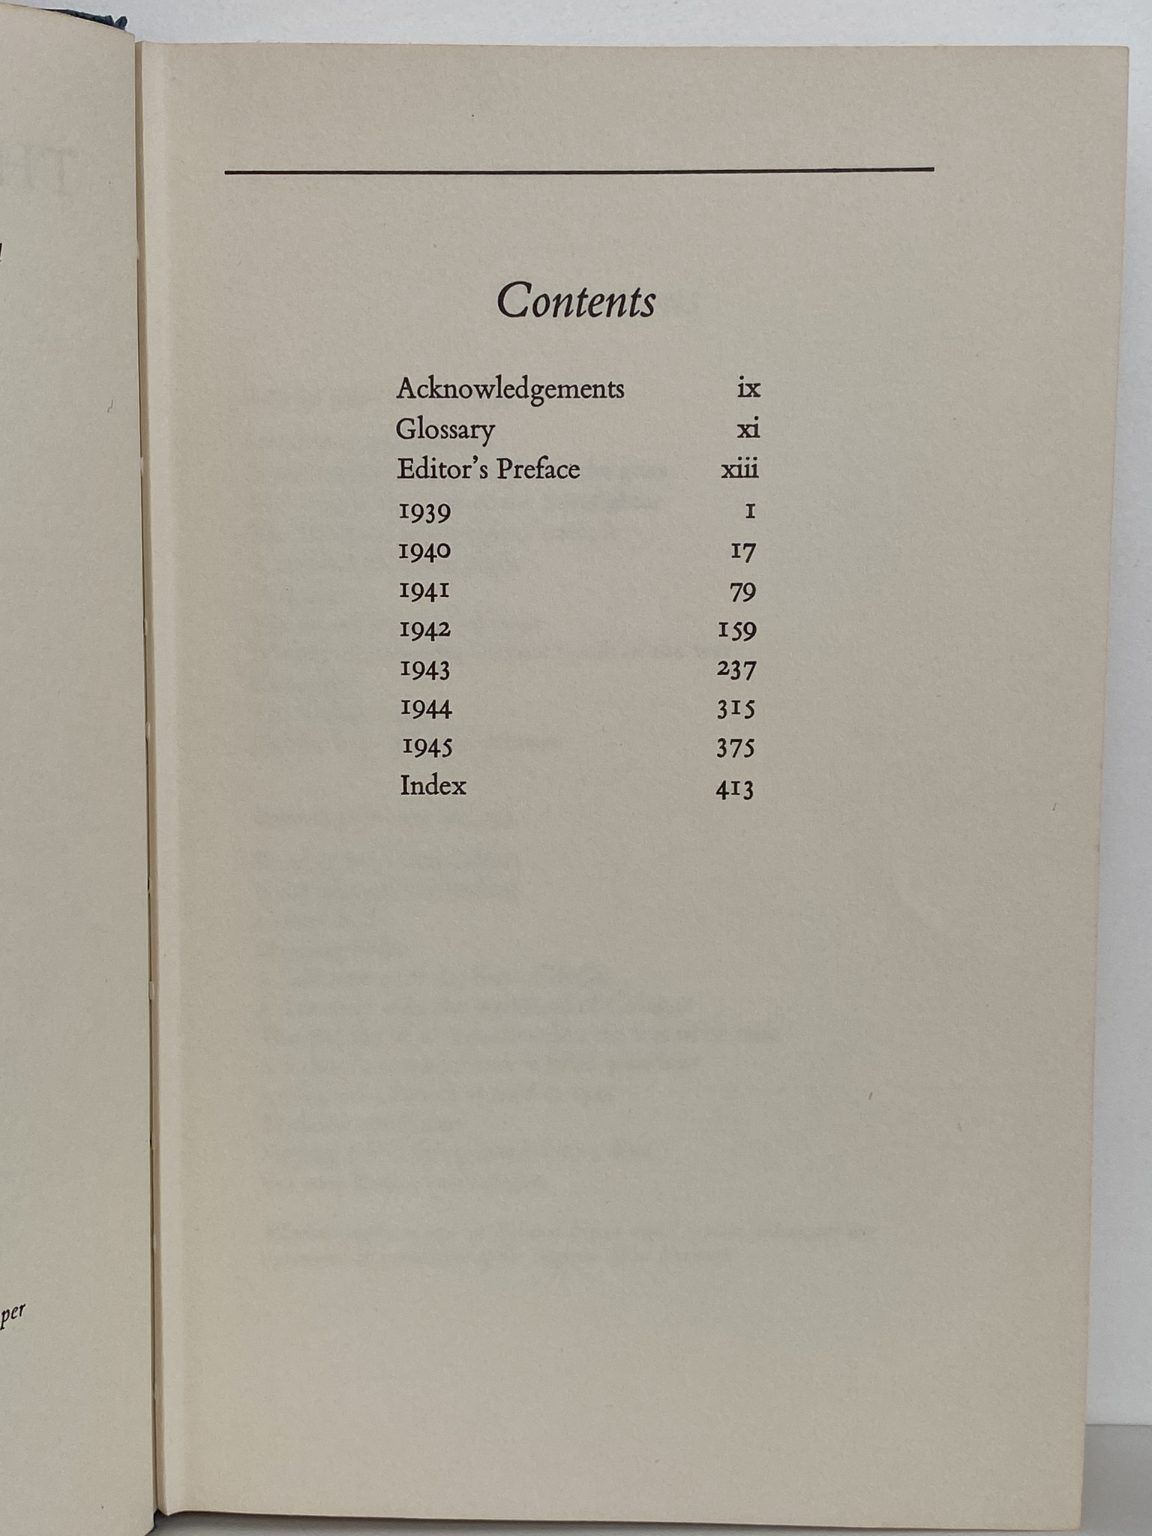 Contents
Acknowledgements ix
Glossary xi
Editor's Preface xiii
1939 1
1940 17
1941 79
1942 159
1943 237
1944 315
1945 375
Index 413
per